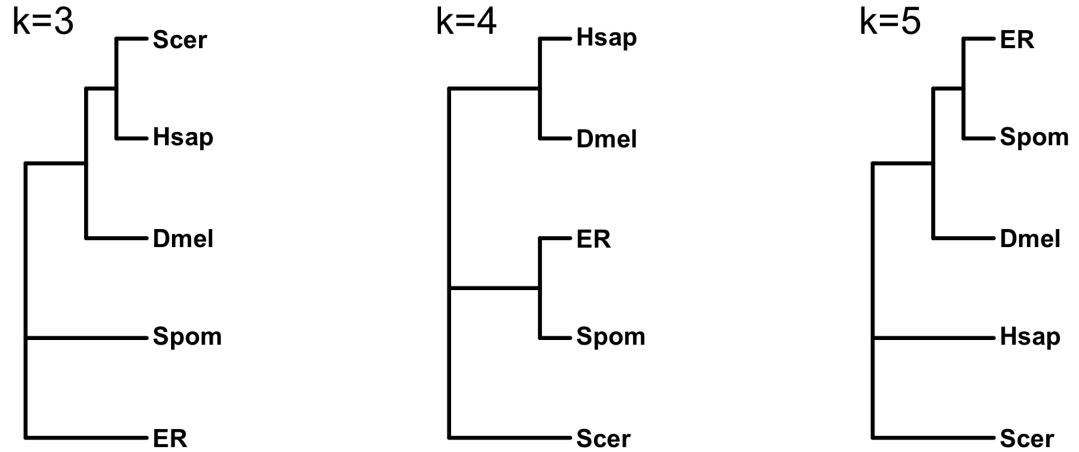 k=3
Scer
Hsap
Dmel
Spom
ER
k=4
Hsap
Dmel
ER
Spom
Scer
k=5
ER
Spom
Dmel
Hsap
Scer